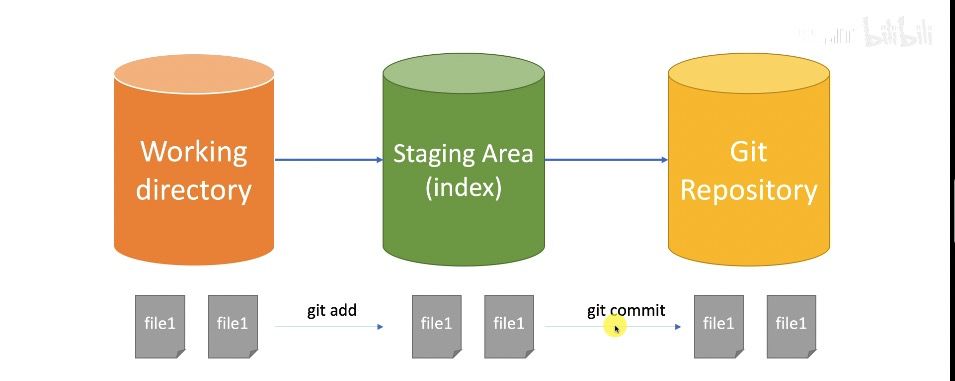 bilibili
Working
directory
Staging Area
(index)
Git
Repository
file1
file1
git add
file1
file1
git commit
file1
file1